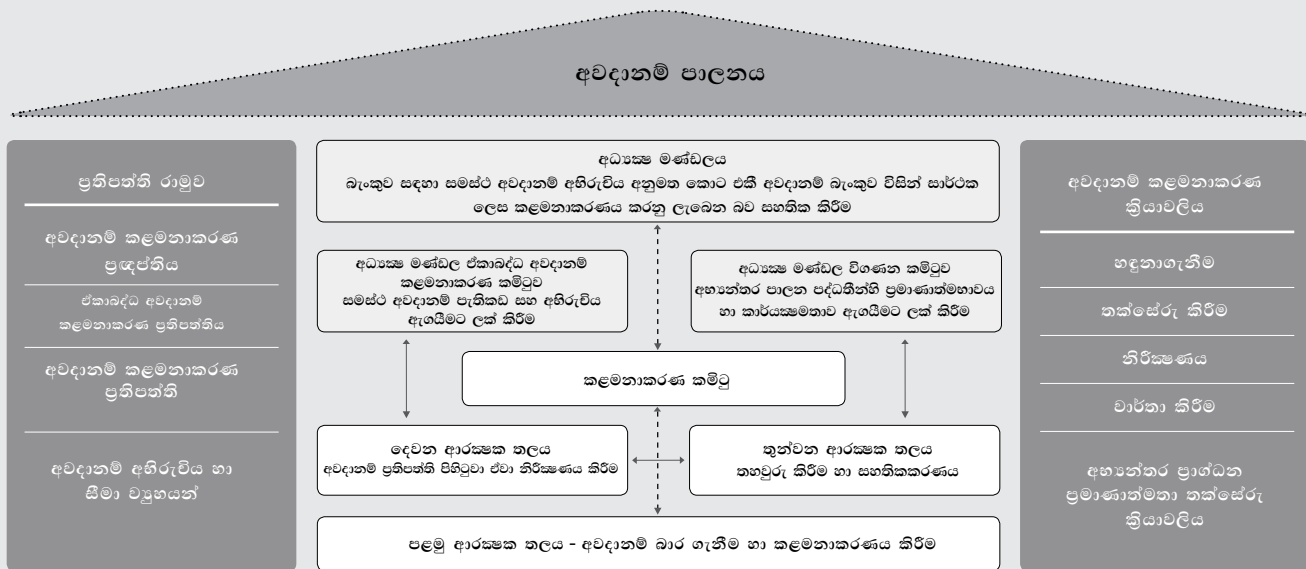 අවදානම් පාලනය
ප්‍රතිපත්ති රාමුව
අවදානම් කළමනාකරණ
ප්‍රඥප්තිය
ඒකාබද්ධ අවදානම්
කළමනාකරණ ප්‍රතිපත්තිය
අවදානම් කළමනාකරණ
ප්‍රතිපත්ති
අවදානම් අභිරුචිය හා
සීමා ව්‍යුහයන්
අධ්‍යක්‍ෂ මණ්ඩලය
බැංකුව සඳහා සමස්ථ අවදානම් අභිරුචිය අනුමත කොට එකී අවදානම් බැංකුව විසින් සාර්ථක
ලෙස කළමනාකරණය කරනු ලැබෙන බව සහතික කිරීම
අධ්‍යක්‍ෂ මණ්ඩල ඒකාබද්ධ අවදානම්
කළමනාකරණ කමිටුව
සමස්ථ අවදානම් පැතිකඩ සහ අභිරුචිය
ඇගයීමට ලක් කිරීම
අධ්‍යක්‍ෂ මණ්ඩල විගණන කමිටුව
අභ්‍යන්තර පාලන පද්ධතීන්හි ප්‍රමාණාත්මභාවය
හා කාර්යක්‍ෂමතාව ඇගයීමට ලක් කිරීම
කළමනාකරණ කමිටු
දෙවන ආරක්‍ෂක තලය
අවදානම් ප්‍රතිපත්ති පිහිටුවා ඒවා නිරීක්‍ෂණය කිරීම
තුන්වන ආරක්‍ෂක තලය
තහවුරු කිරීම හා සහතිකකරණය
පළමු ආරක්‍ෂක තලය - අවදානම් බාර ගැනීම හා කළමනාකරණය කිරීම
අවදානම් කළමනාකරණ
ක්‍රියාවලිය
හඳුනාගැනීම
තක්සේරු කිරීම
නිරීක්‍ෂණය
වාර්තා කිරීම
අභ්‍යන්තර ප්‍රාග්ධන
ප්‍රමාණාත්මතා තක්සේරු
ක්‍රියාවලිය